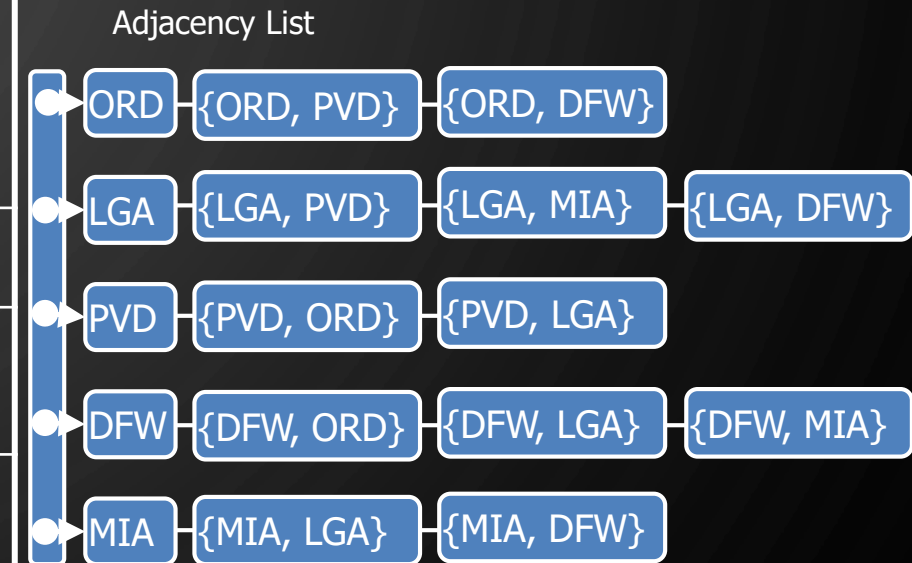 Adjacency List
ORD {ORD, PVD} {ORD, DFW}
LGA {LGA, PVD} {LGA, MIA} {LGA, DFW}
PVD {PVD, ORD} {PVD, LGA}
DFW {DFW, ORD} {DFW, LGA} {DFW, MIA}
MIA {MIA, LGA} {MIA, DFW}